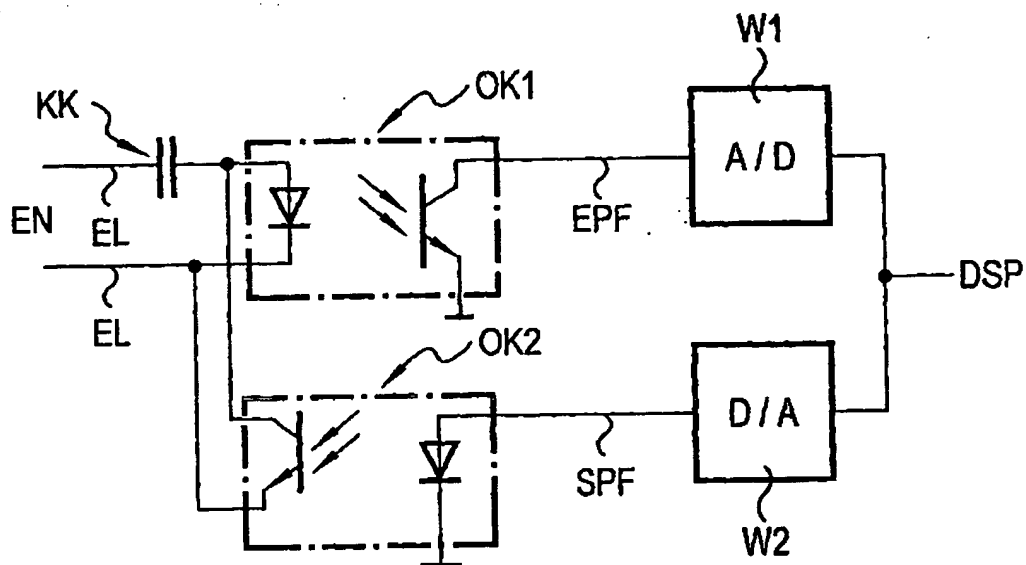 W1
OK1
KK
A / D
EN
EL
EPF
EL
DSP
OK2
D / A
SPF
W2